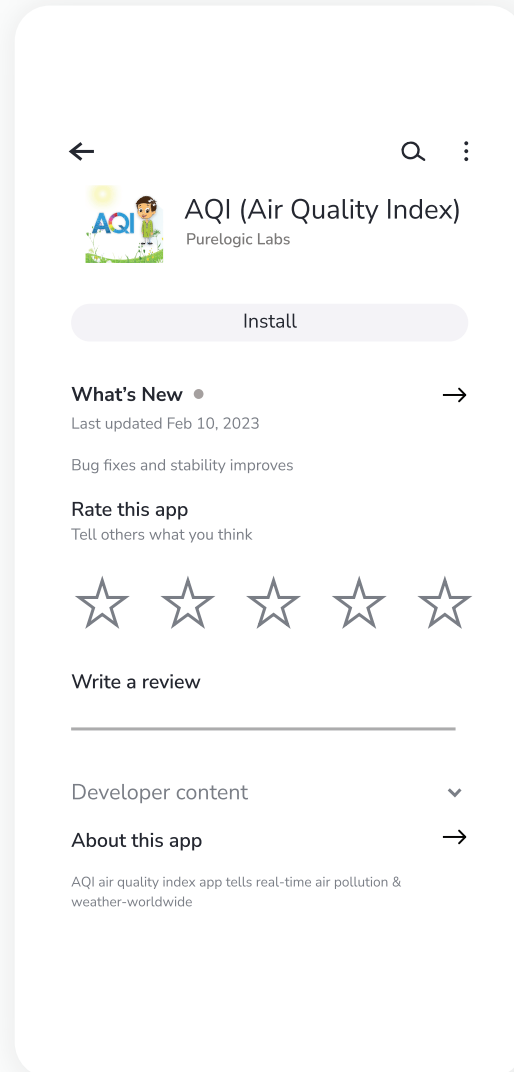 AQI
AQI (Air Quality Index)
Purelogic Labs
Install
What's New
Last updated Feb 10, 2023
Bug fixes and stability improves
Rate this app
Tell others what you think
Write a review
Developer content
About this app
AQI air quality index app tells real-time air pollution &
weather-worldwide